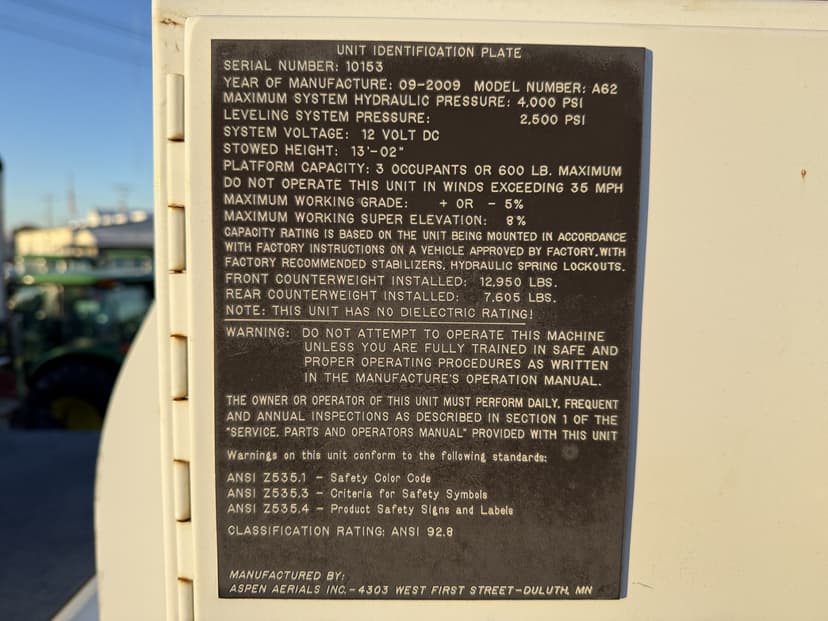 UNIT IDENTIFICATION PLATE
SERIAL NUMBER: 10153
YEAR OF MANUFACTURE: 09-2009 MODEL NUMBER: A62
MAXIMUM SYSTEM HYDRAULIC PRESSURE: 4,000 PSI
LEVELING SYSTEM PRESSURE: 2,500 PSI
SYSTEM VOLTAGE: 12 VOLT DC
STOWED HEIGHT: 13'-02"
PLATFORM CAPACITY: 3 OCCUPANTS OR 600 LB. MAXIMUM
DO NOT OPERATE THIS UNIT IN WINDS EXCEEDING 35 MPH
MAXIMUM WORKING GRADE: + OR - 5%
MAXIMUM WORKING SUPER ELEVATION: 8%
CAPACITY RATING IS BASED ON THE UNIT BEING MOUNTED IN ACCORDANCE
WITH FACTORY INSTRUCTIONS ON A VEHICLE APPROVED BY FACTORY, WITH
FACTORY RECOMMENDED STABILIZERS, HYDRAULIC SPRING LOCKOUTS.
FRONT COUNTERWEIGHT INSTALLED: 12,950 LBS.
REAR COUNTERWEIGHT INSTALLED: 7,605 LBS.
NOTE: THIS UNIT HAS NO DIELECTRIC RATING!
WARNING: DO NOT ATTEMPT TO OPERATE THIS MACHINE
UNLESS YOU ARE FULLY TRAINED IN SAFE AND
PROPER OPERATING PROCEDURES AS WRITTEN
IN THE MANUFACTURE'S OPERATION MANUAL.
THE OWNER OR OPERATOR OF THIS UNIT MUST PERFORM DAILY, FREQUENT
AND ANNUAL INSPECTIONS AS DESCRIBED IN SECTION 1 OF THE
"SERVICE, PARTS AND OPERATORS MANUAL" PROVIDED WITH THIS UNIT
Warnings on this unit conform to the following standards:
ANSI Z535.1 - Safety Color Code
ANSI Z535.3 - Criteria for Safety Symbols
ANSI Z535.4 - Product Safety Signs and Labels
CLASSIFICATION RATING: ANSI 92.8
MANUFACTURED BY:
ASPEN AERIALS INC.-4303 WEST FIRST STREET-DULUTH, MN